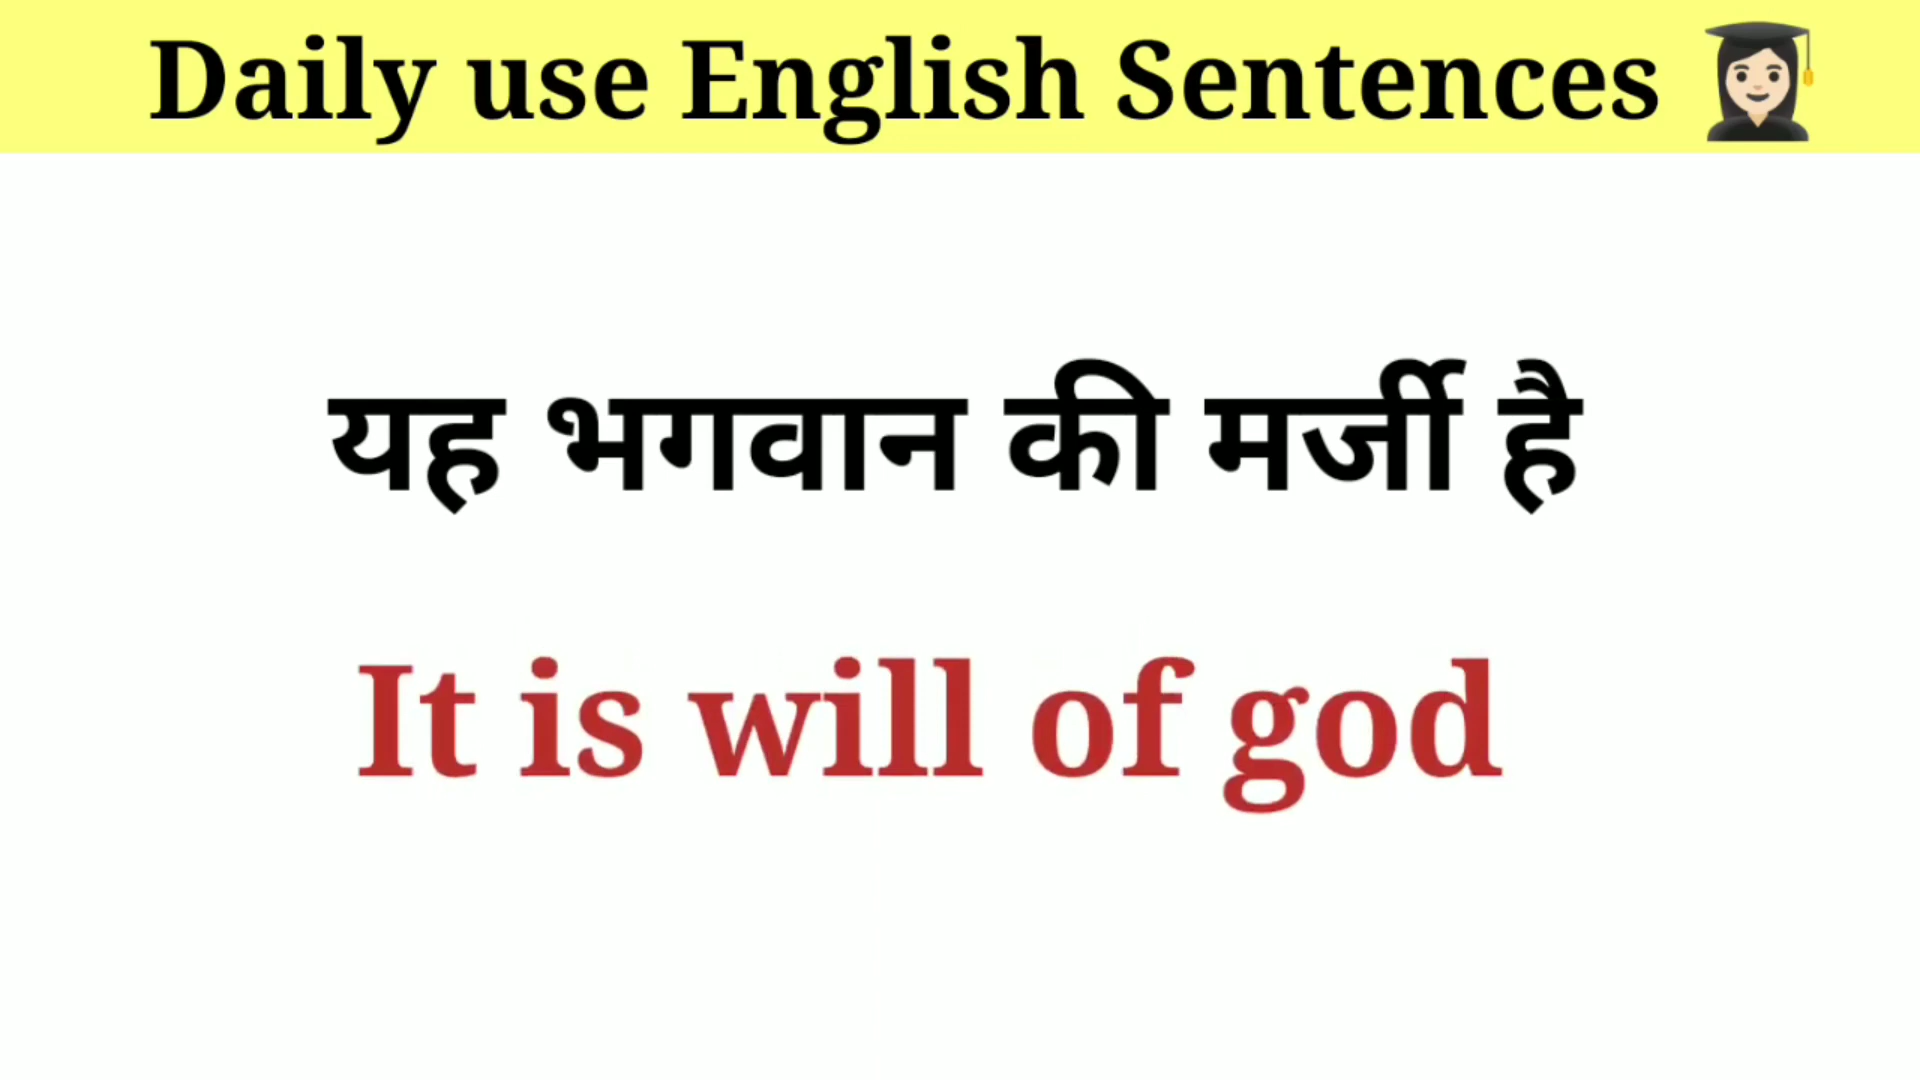 Daily use English Sentences
यह भगवान की मर्जी है
It is will of god